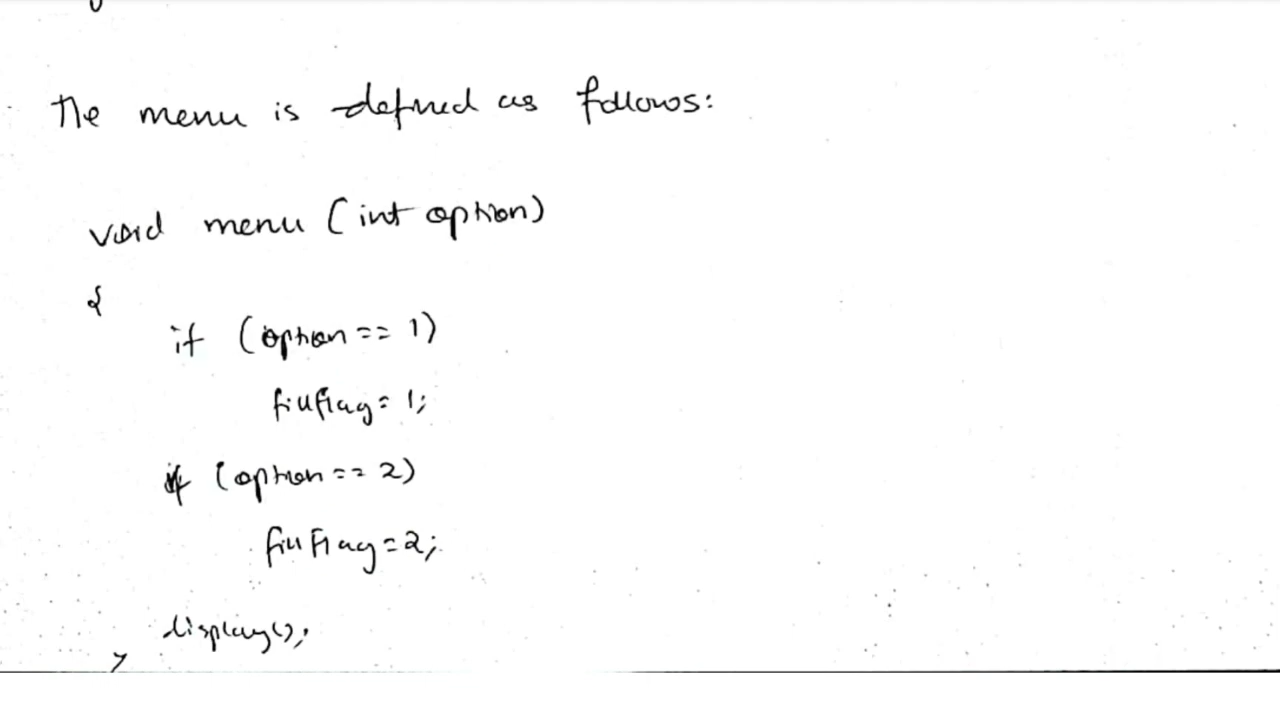 The menu is defined as follows:
void menu (int option)
{
if (option == 1)
fillflag = 1;
if (option == 2)
fillflag = 2;
display();
}